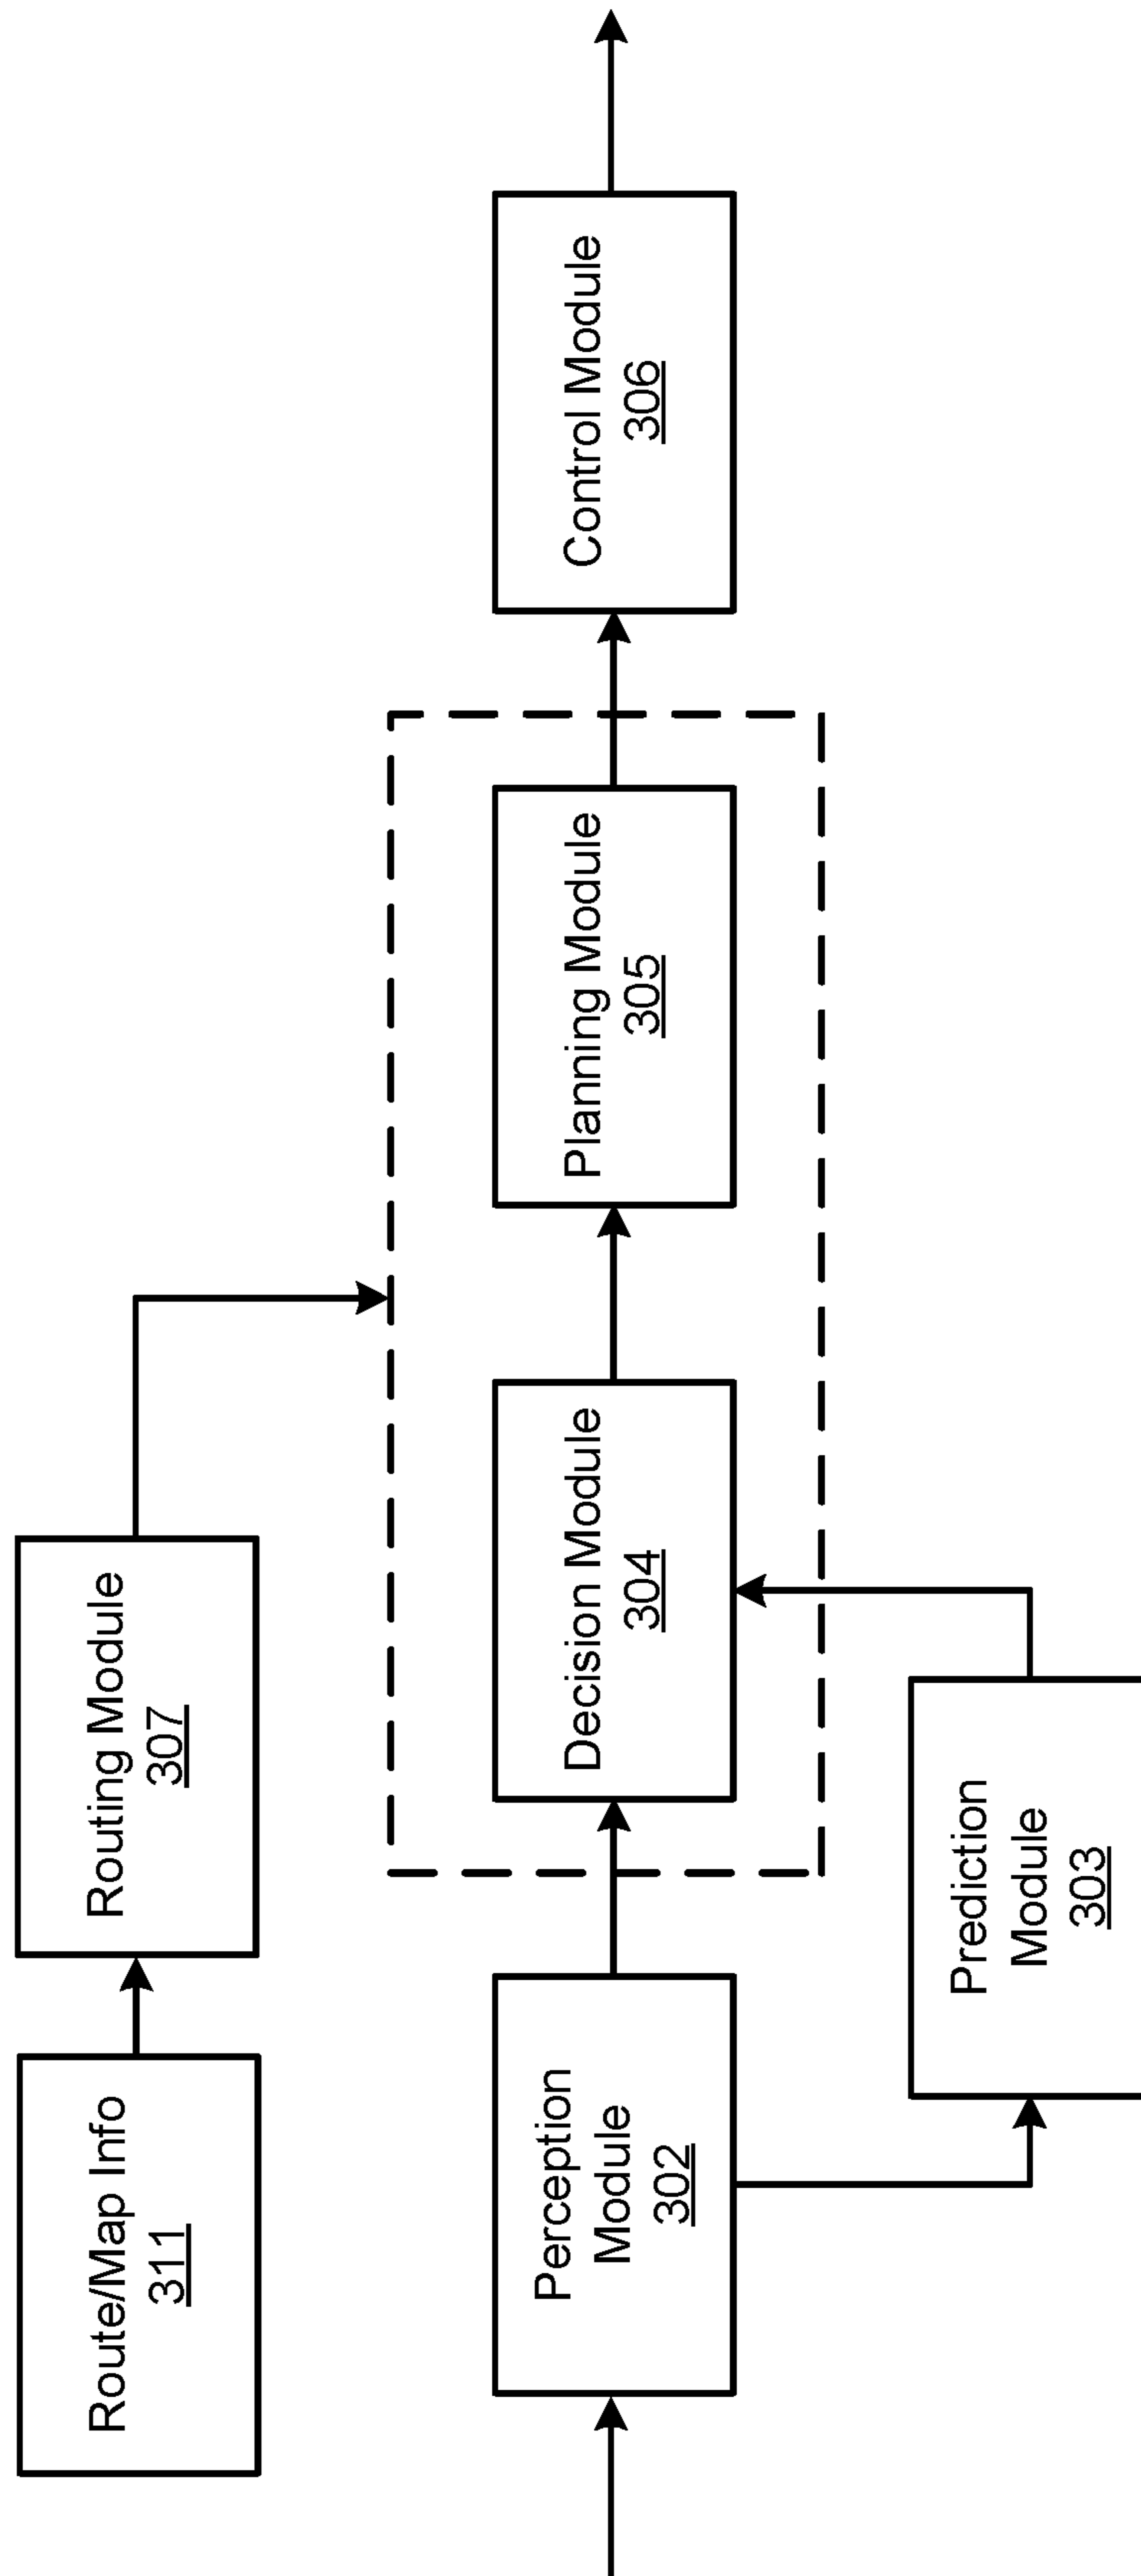 Route/Map Info
311
Routing Module
307
Perception
Module
302
Decision Module
304
Planning Module
305
Control Module
306
Prediction
Module
303